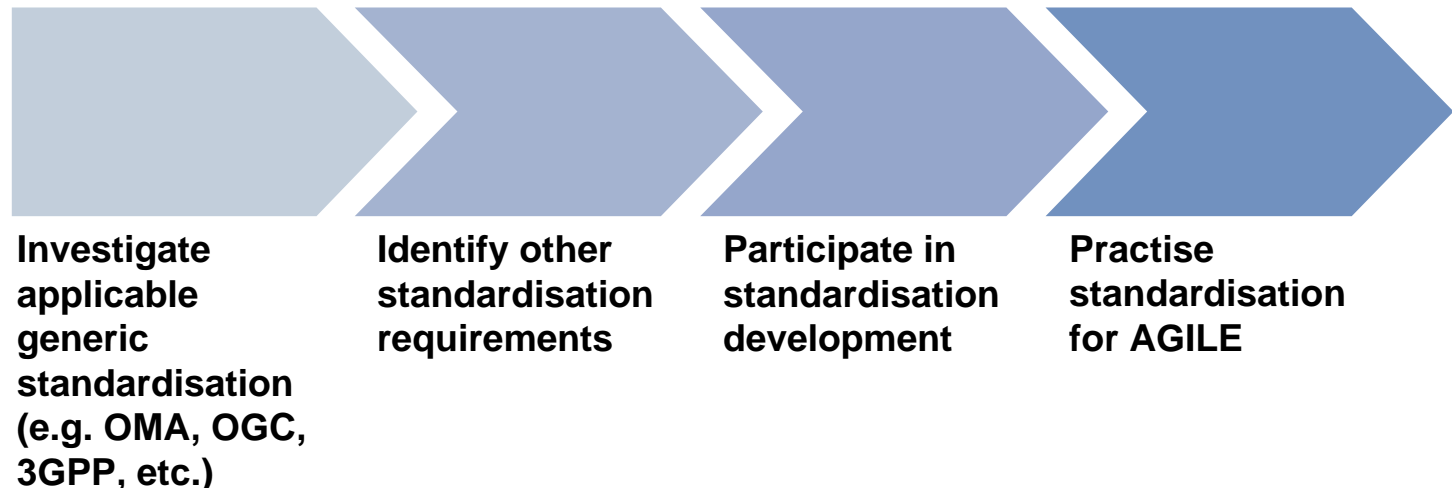 Investigate
applicable
generic
standardisation
(e.g. OMA, OGC,
3GPP, etc.)
Identify other
standardisation
requirements
Participate in
standardisation
development
Practise
standardisation
for AGILE